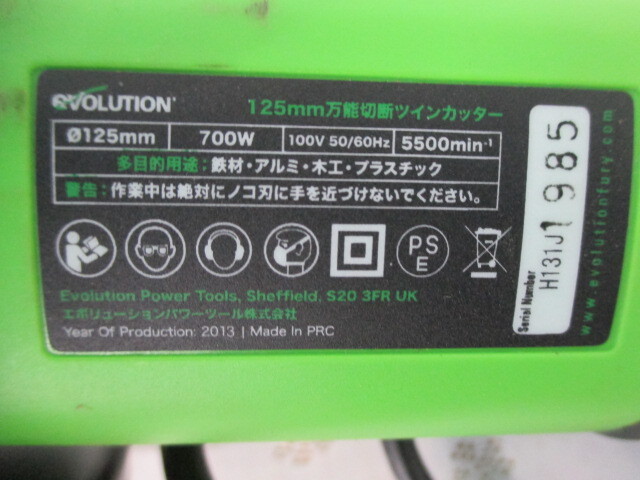 evOLUTION
125mm万能切断ツインカッター
Ø125mm 700W 100V 50/60Hz 5500min⁻¹
多目的用途：鉄材・アルミ・木工・プラスチック
警告：作業中は絶対にノコ刃に手を近づけないでください。
PS
E
Evolution Power Tools, Sheffield, S20 3FR UK
エボリューションパワーツール株式会社
Year Of Production: 2013 | Made In PRC
Serial Number
H131J1 985
www.evolutionfury.com